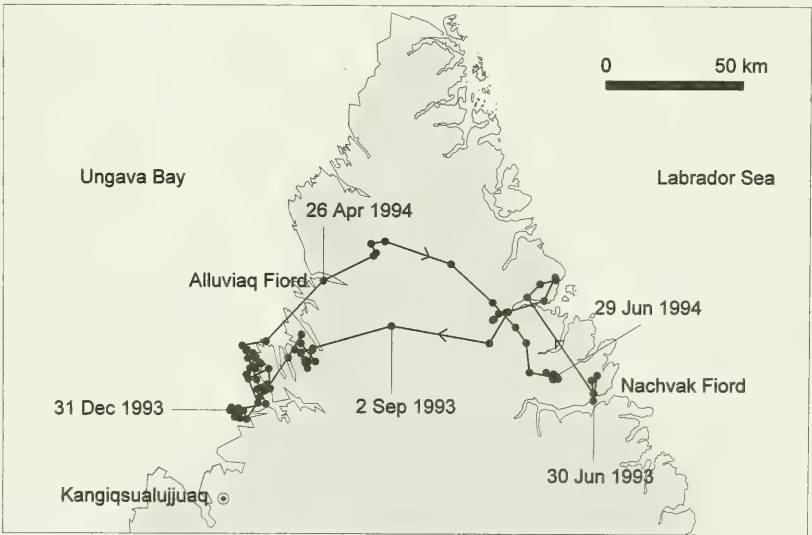 0 50 km
Ungava Bay
Labrador Sea
26 Apr 1994
Alluviaq Fiord
29 Jun 1994
Nachvak Fiord
31 Dec 1993
2 Sep 1993
30 Jun 1993
Kangiqsualujjuaq